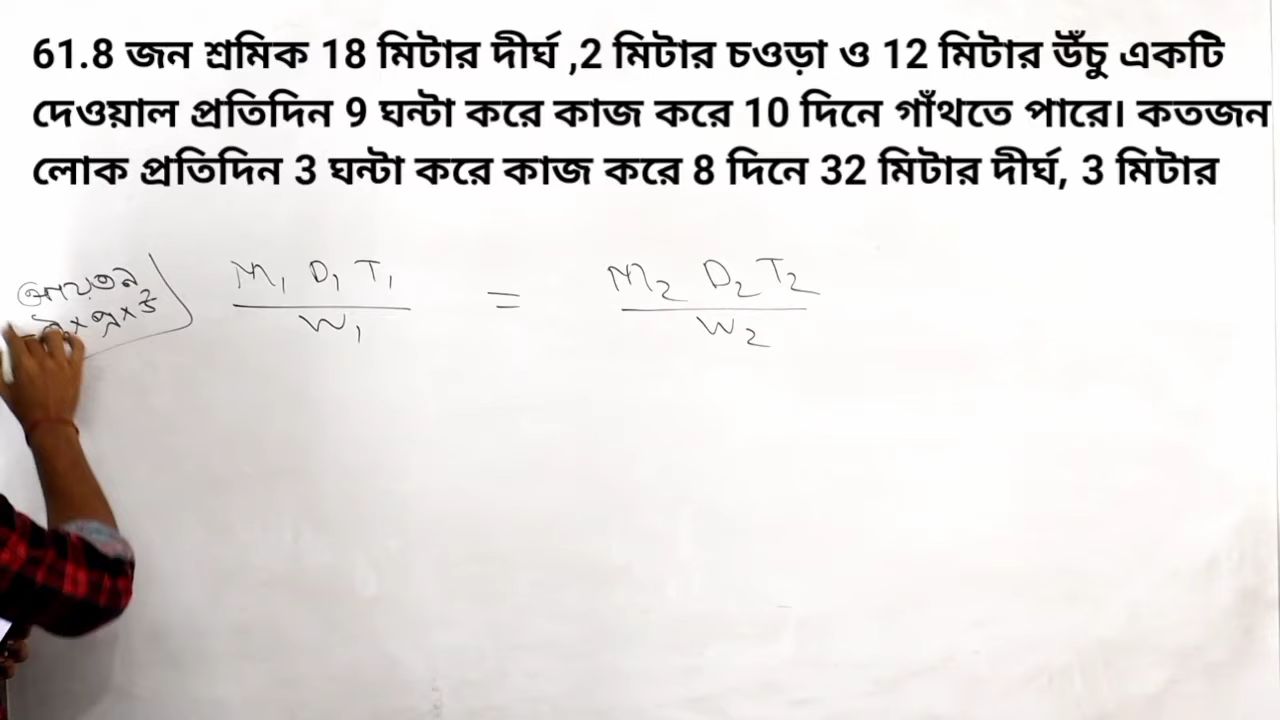 61.8 জন শ্রমিক 18 মিটার দীর্ঘ ,2 মিটার চওড়া ও 12 মিটার উঁচু একটি
দেওয়াল প্রতিদিন 9 ঘন্টা করে কাজ করে 10 দিনে গাঁথতে পারে। কতজন
লোক প্রতিদিন 3 ঘন্টা করে কাজ করে 8 দিনে 32 মিটার দীর্ঘ, 3 মিটার
আয়তন
× প্র × উ
M₁ D₁ T₁ / W₁ = M₂ D₂ T₂ / W₂